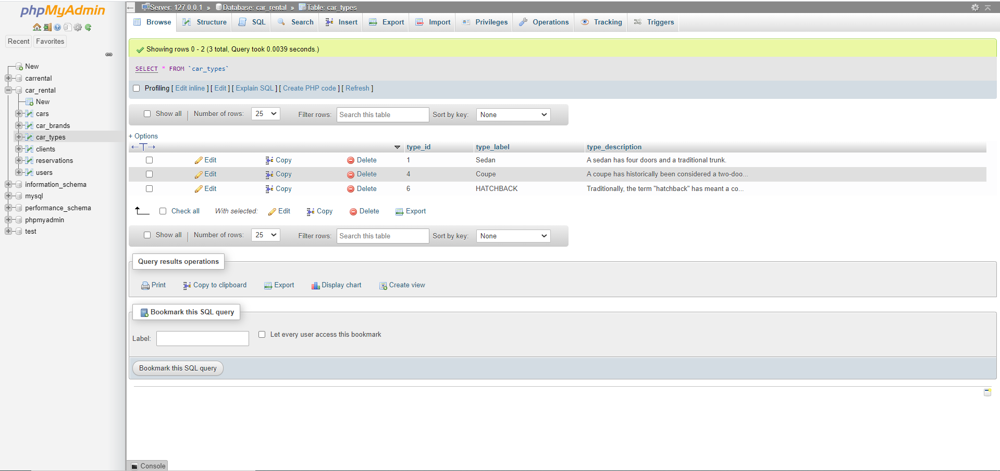 phpMyAdmin
Recent Favorites
New
carrental
car_rental
New
cars
car_brands
car_types
clients
reservations
users
information_schema
mysql
performance_schema
phpmyadmin
test
Server: 127.0.0.1 » Database: car_rental » Table: car_types
Browse Structure SQL Search Insert Export Import Privileges Operations Tracking Triggers
Showing rows 0 - 2 (3 total, Query took 0.0039 seconds.)
SELECT * FROM `car_types`
Profiling [ Edit inline ] [ Edit ] [ Explain SQL ] [ Create PHP code ] [ Refresh ]
Show all | Number of rows: 25 Filter rows: Search this table Sort by key: None
+ Options
←T→ type_id type_label type_description
Edit Copy Delete 1 Sedan A sedan has four doors and a traditional trunk.
Edit Copy Delete 4 Coupe A coupe has historically been considered a two-doo...
Edit Copy Delete 6 HATCHBACK Traditionally, the term "hatchback" has meant a co...
Check all With selected: Edit Copy Delete Export
Show all | Number of rows: 25 Filter rows: Search this table Sort by key: None
Query results operations
Print Copy to clipboard Export Display chart Create view
Bookmark this SQL query
Label: Let every user access this bookmark
Bookmark this SQL query
Console